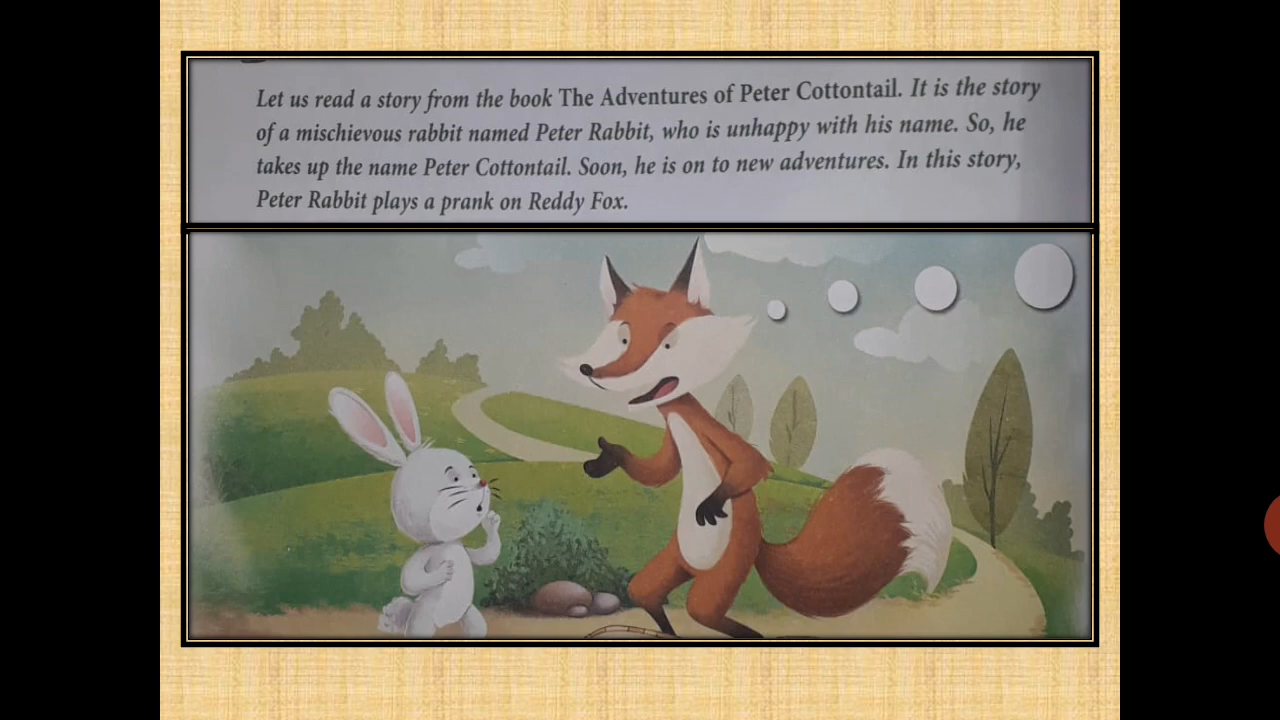 Let us read a story from the book The Adventures of Peter Cottontail. It is the story
of a mischievous rabbit named Peter Rabbit, who is unhappy with his name. So, he
takes up the name Peter Cottontail. Soon, he is on to new adventures. In this story,
Peter Rabbit plays a prank on Reddy Fox.